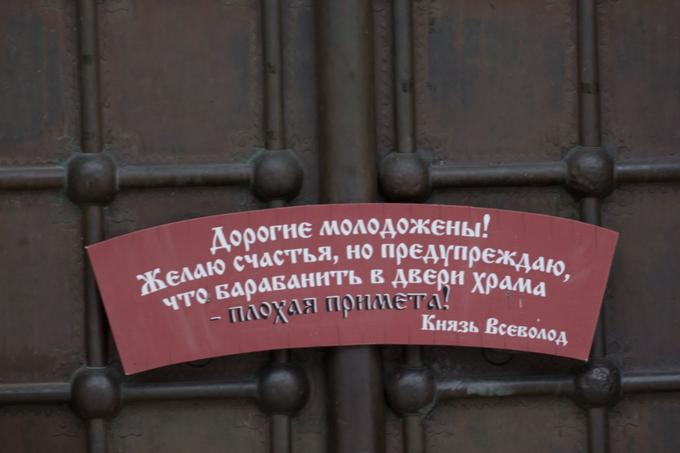 Дорогие молодожены!
Желаю счастья, но предупреждаю,
что барабанить в двери храма
- плохая примета!
Князь Всеволод